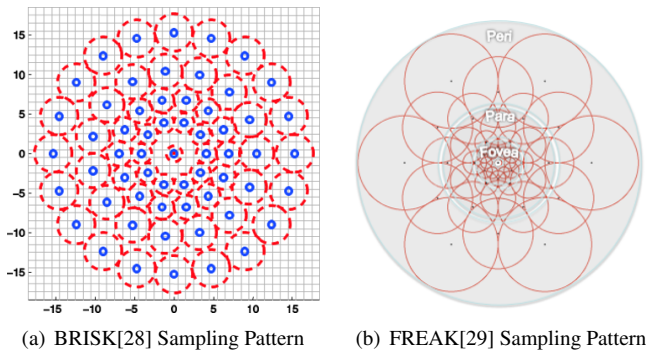 15
10
5
0
−5
−10
−15
−15 −10 −5 0 5 10 15
Peri
Para
Fovea
(a) BRISK[28] Sampling Pattern
(b) FREAK[29] Sampling Pattern